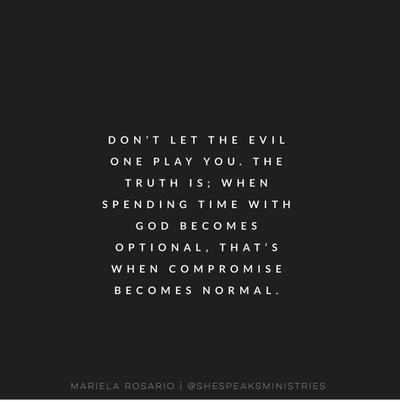 DON'T LET THE EVIL
ONE PLAY YOU. THE
TRUTH IS; WHEN
SPENDING TIME WITH
GOD BECOMES
OPTIONAL, THAT'S
WHEN COMPROMISE
BECOMES NORMAL.
MARIELA ROSARIO | @SHESPEAKSMINISTRIES